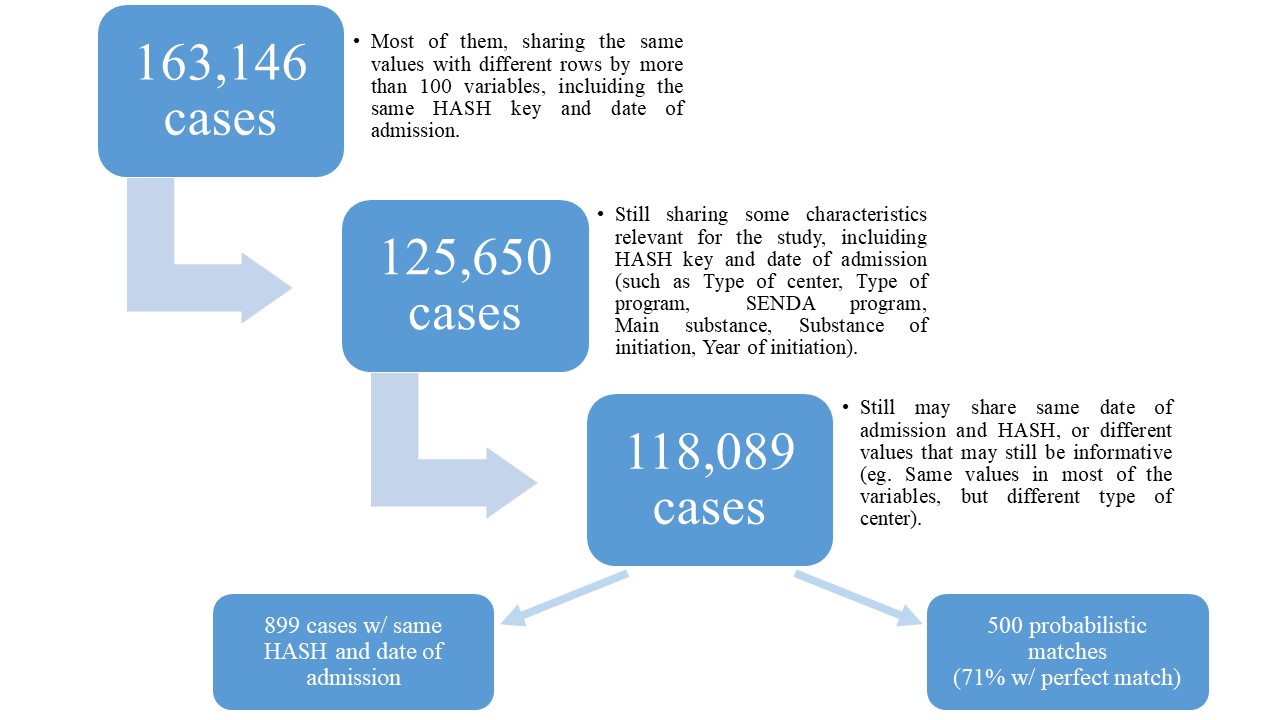 163,146
cases
• Most of them, sharing the same
values with different rows by more
than 100 variables, incluiding the
same HASH key and date of
admission.
125,650
cases
• Still sharing some characteristics
relevant for the study, incluiding
HASH key and date of admission
(such as Type of center, Type of
program, SENDA program,
Main substance, Substance of
initiation, Year of initiation).
118,089
cases
• Still may share same date of
admission and HASH, or different
values that may still be informative
(eg. Same values in most of the
variables, but different type of
center).
899 cases w/ same
HASH and date of
admission
500 probabilistic
matches
(71% w/ perfect match)